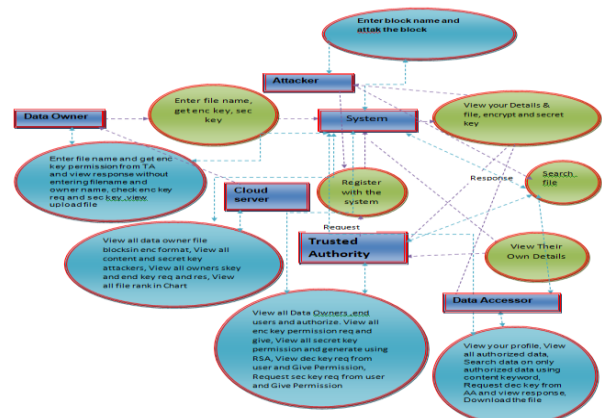 Enter block name and
attak the block
Attacker
Data Owner
Enter file name,
get enc key, sec
key
System
View your Details &
file, encrypt and secret
key
Enter file name and get enc
key permission from TA
and view response without
entering filename and
owner name, check enc key
req and sec key ,view
upload file
Cloud
server
Register
with the
system
Response
Search
file
Request
Trusted
Authority
View Their
Own Details
View all data owner file
blocksin enc format, View all
content and secret key
attackers, View all owners skey
and end key req and res, View
all file rank in Chart
Data Accessor
View all Data Owners ,end
users and authorize. View all
enc key permission req and
give, View all secret key
permission and generate using
RSA, View dec key req from
user and Give Permission,
Request sec key req from user
and Give Permission
View your profile, View
all authorized data,
Search data on only
authorized data using
content keyword,
Request dec key from
AA and view response,
Download the file